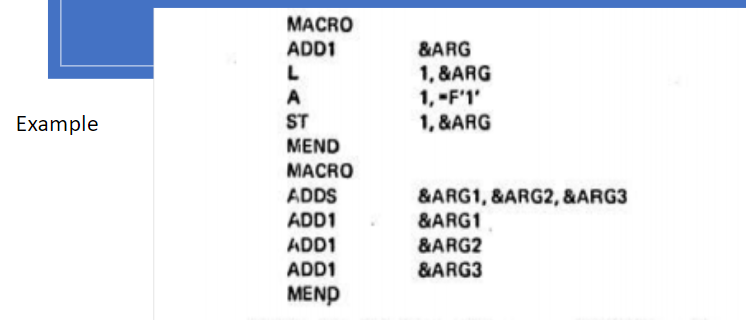 Example
MACRO
ADD1 &ARG
L 1, &ARG
A 1, =F'1'
ST 1, &ARG
MEND
MACRO
ADDS &ARG1, &ARG2, &ARG3
ADD1 &ARG1
ADD1 &ARG2
ADD1 &ARG3
MEND